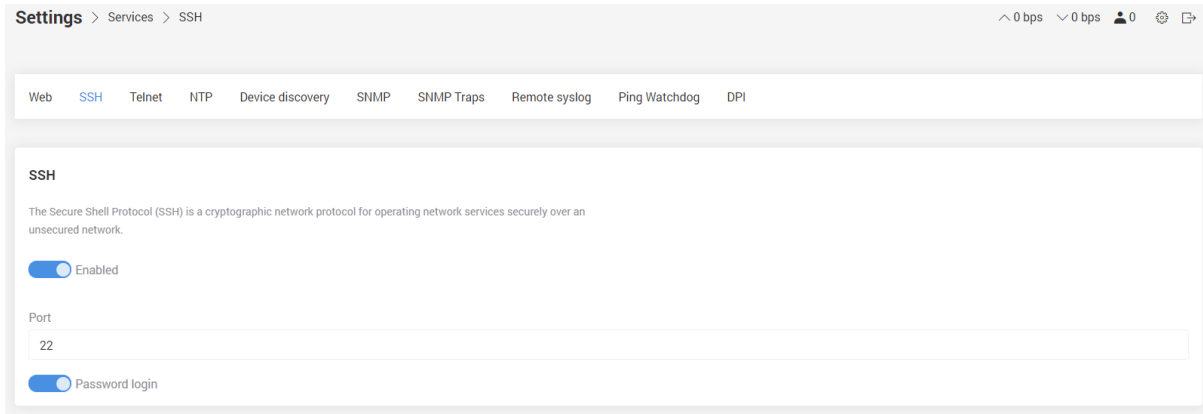 Settings > Services > SSH
0 bps 0 bps 0
Web SSH Telnet NTP Device discovery SNMP SNMP Traps Remote syslog Ping Watchdog DPI
SSH
The Secure Shell Protocol (SSH) is a cryptographic network protocol for operating network services securely over an
unsecured network.
Enabled
Port
22
Password login